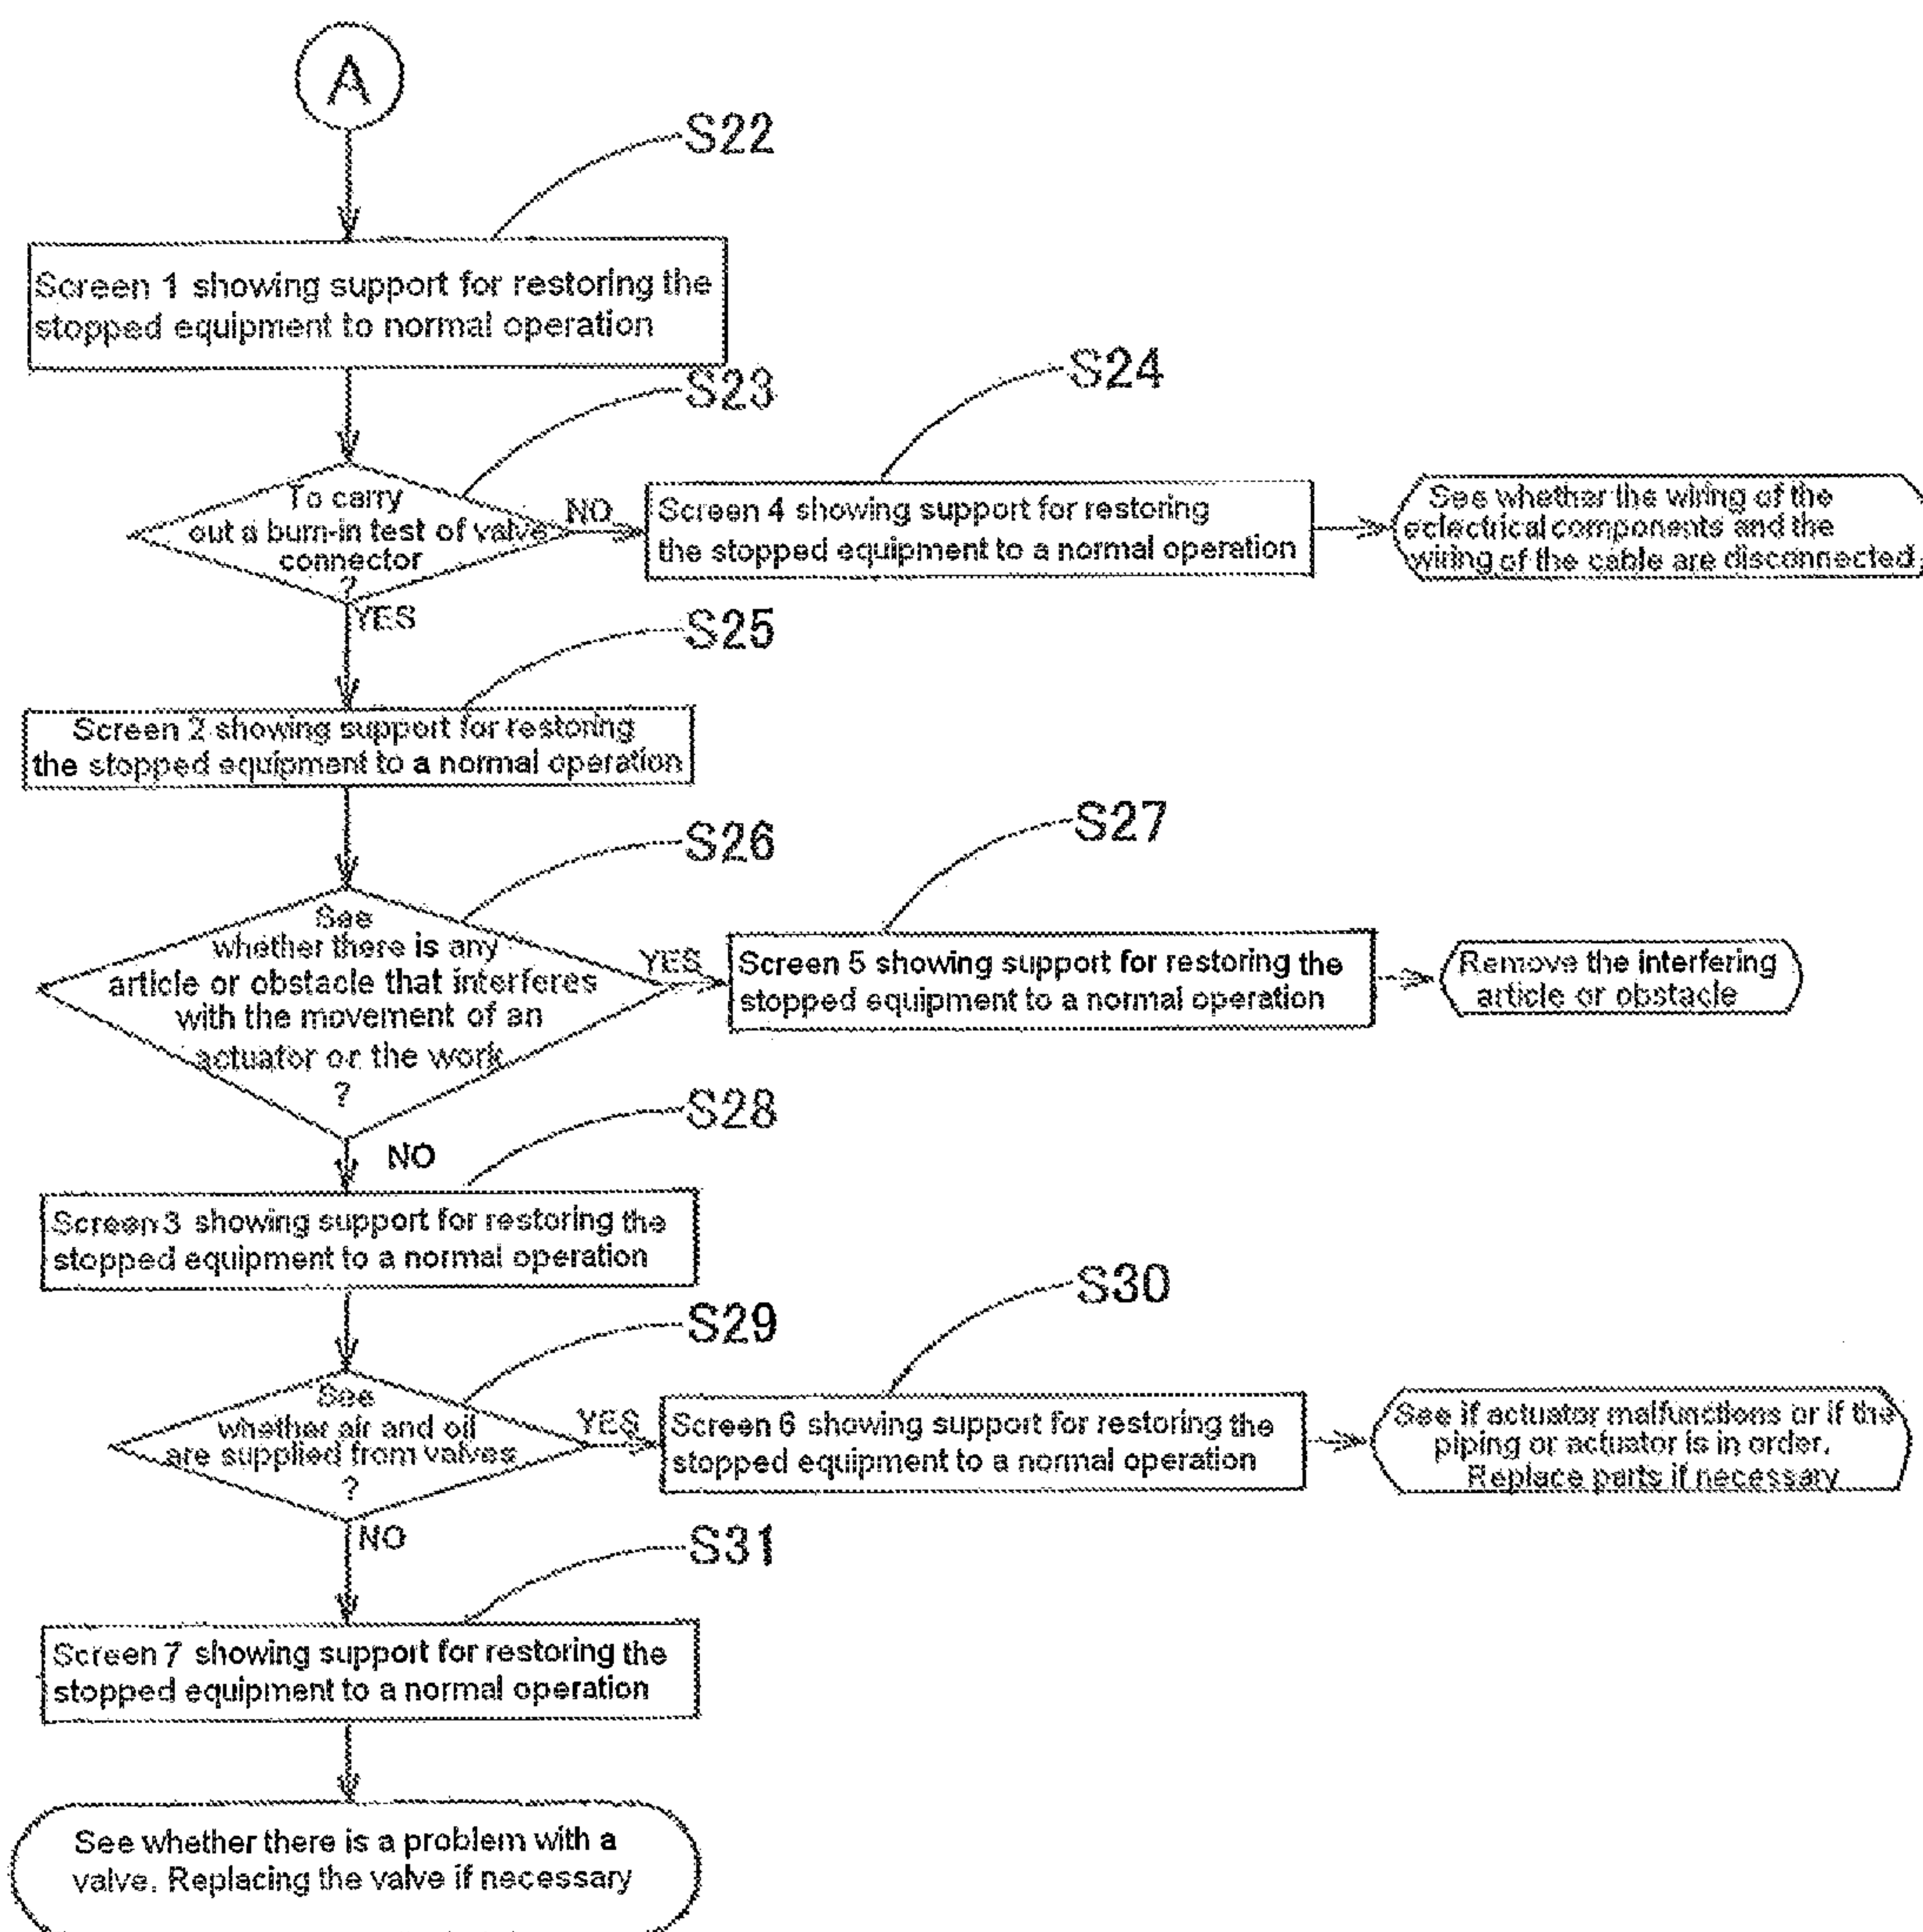 A
S22
Screen 1 showing support for restoring the
stopped equipment to normal operation
S23
To carry
out a burn-in test of valve
connector
?
NO
YES
S24
Screen 4 showing support for restoring
the stopped equipment to a normal operation
See whether the wiring of the
eclectrical components and the
wiring of the cable are disconnected
S25
Screen 2 showing support for restoring
the stopped equipment to a normal operation
S26
See
whether there is any
article or obstacle that interferes
with the movement of an
actuator or the work
?
YES
NO
S27
Screen 5 showing support for restoring the
stopped equipment to a normal operation
Remove the interfering
article or obstacle
S28
Screen 3 showing support for restoring the
stopped equipment to a normal operation
S29
See
whether air and oil
are supplied from valves
?
YES
NO
S30
Screen 6 showing support for restoring the
stopped equipment to a normal operation
See if actuator malfunctions or if the
piping or actuator is in order.
Replace parts if necessary
S31
Screen 7 showing support for restoring the
stopped equipment to a normal operation
See whether there is a problem with a
valve. Replacing the valve if necessary